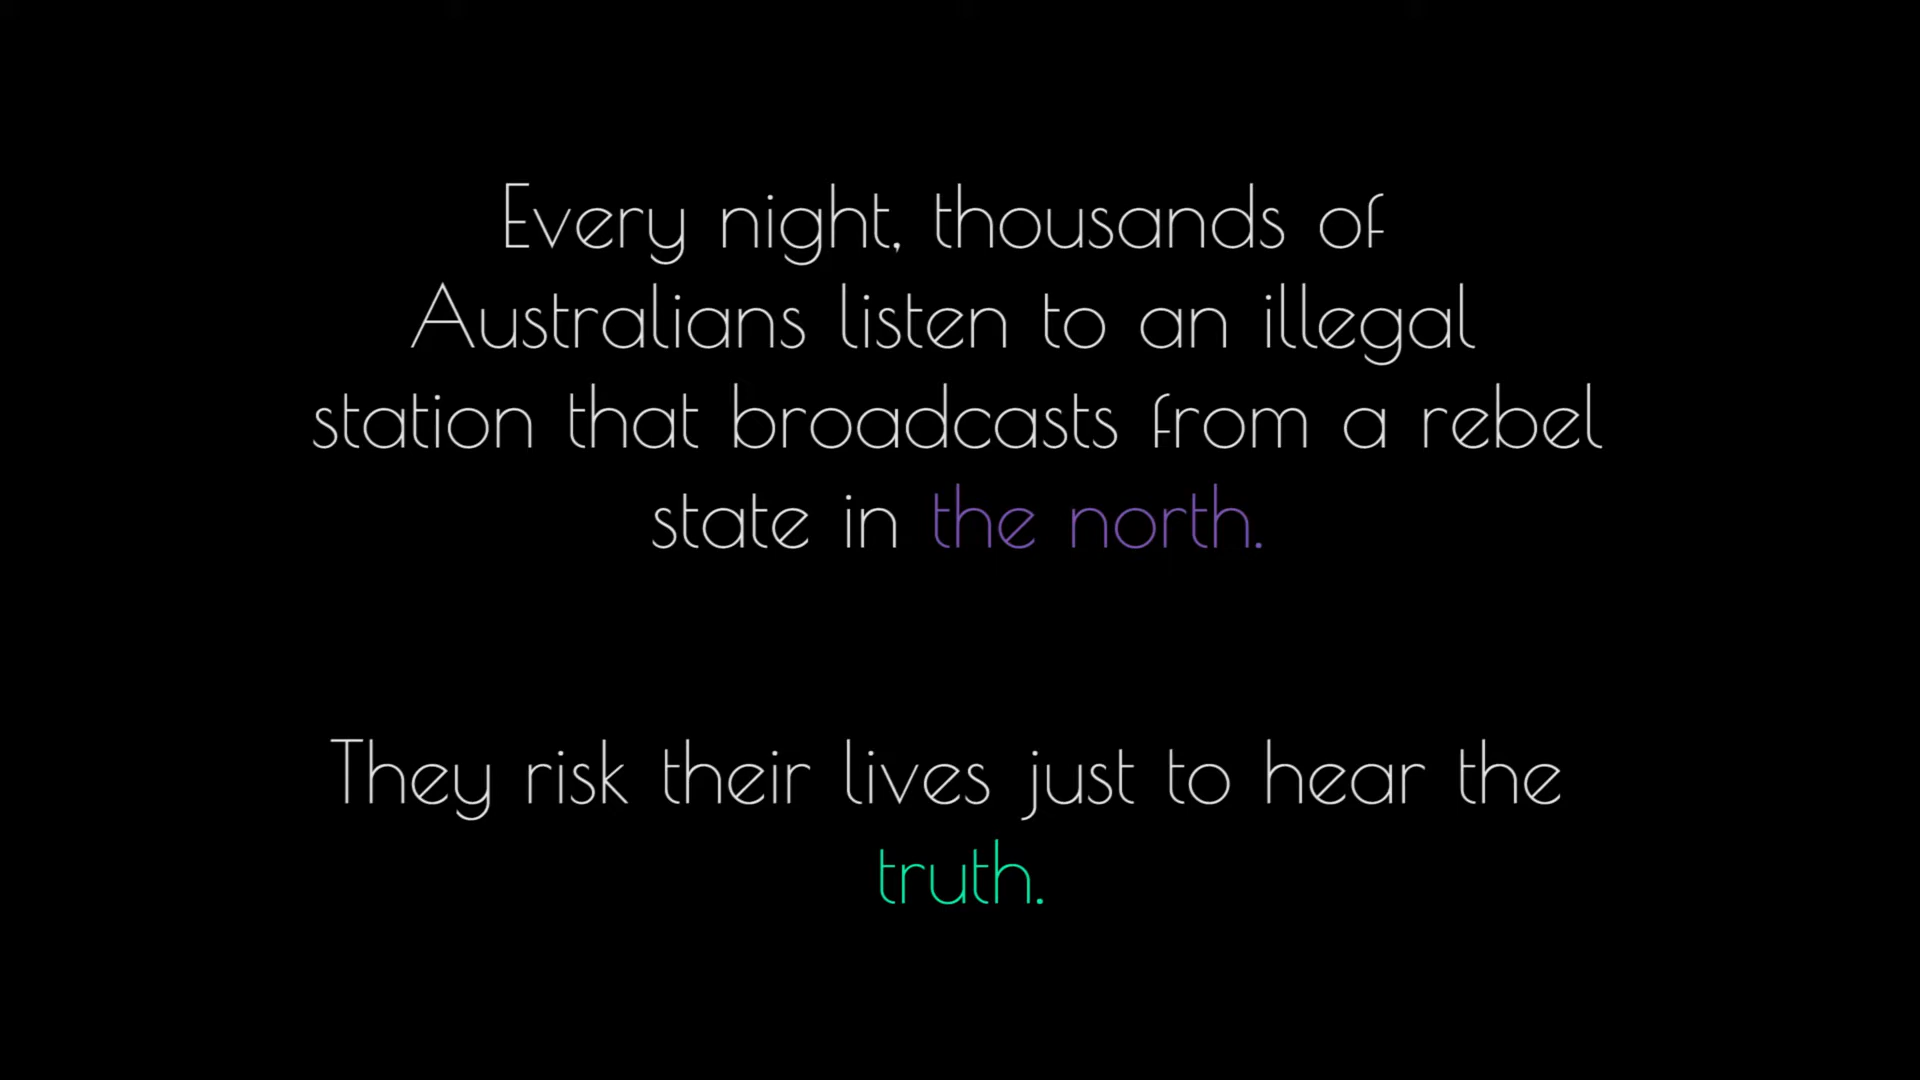 Every night, thousands of
Australians listen to an illegal
station that broadcasts from a rebel
state in the north.
They risk their lives just to hear the
truth.